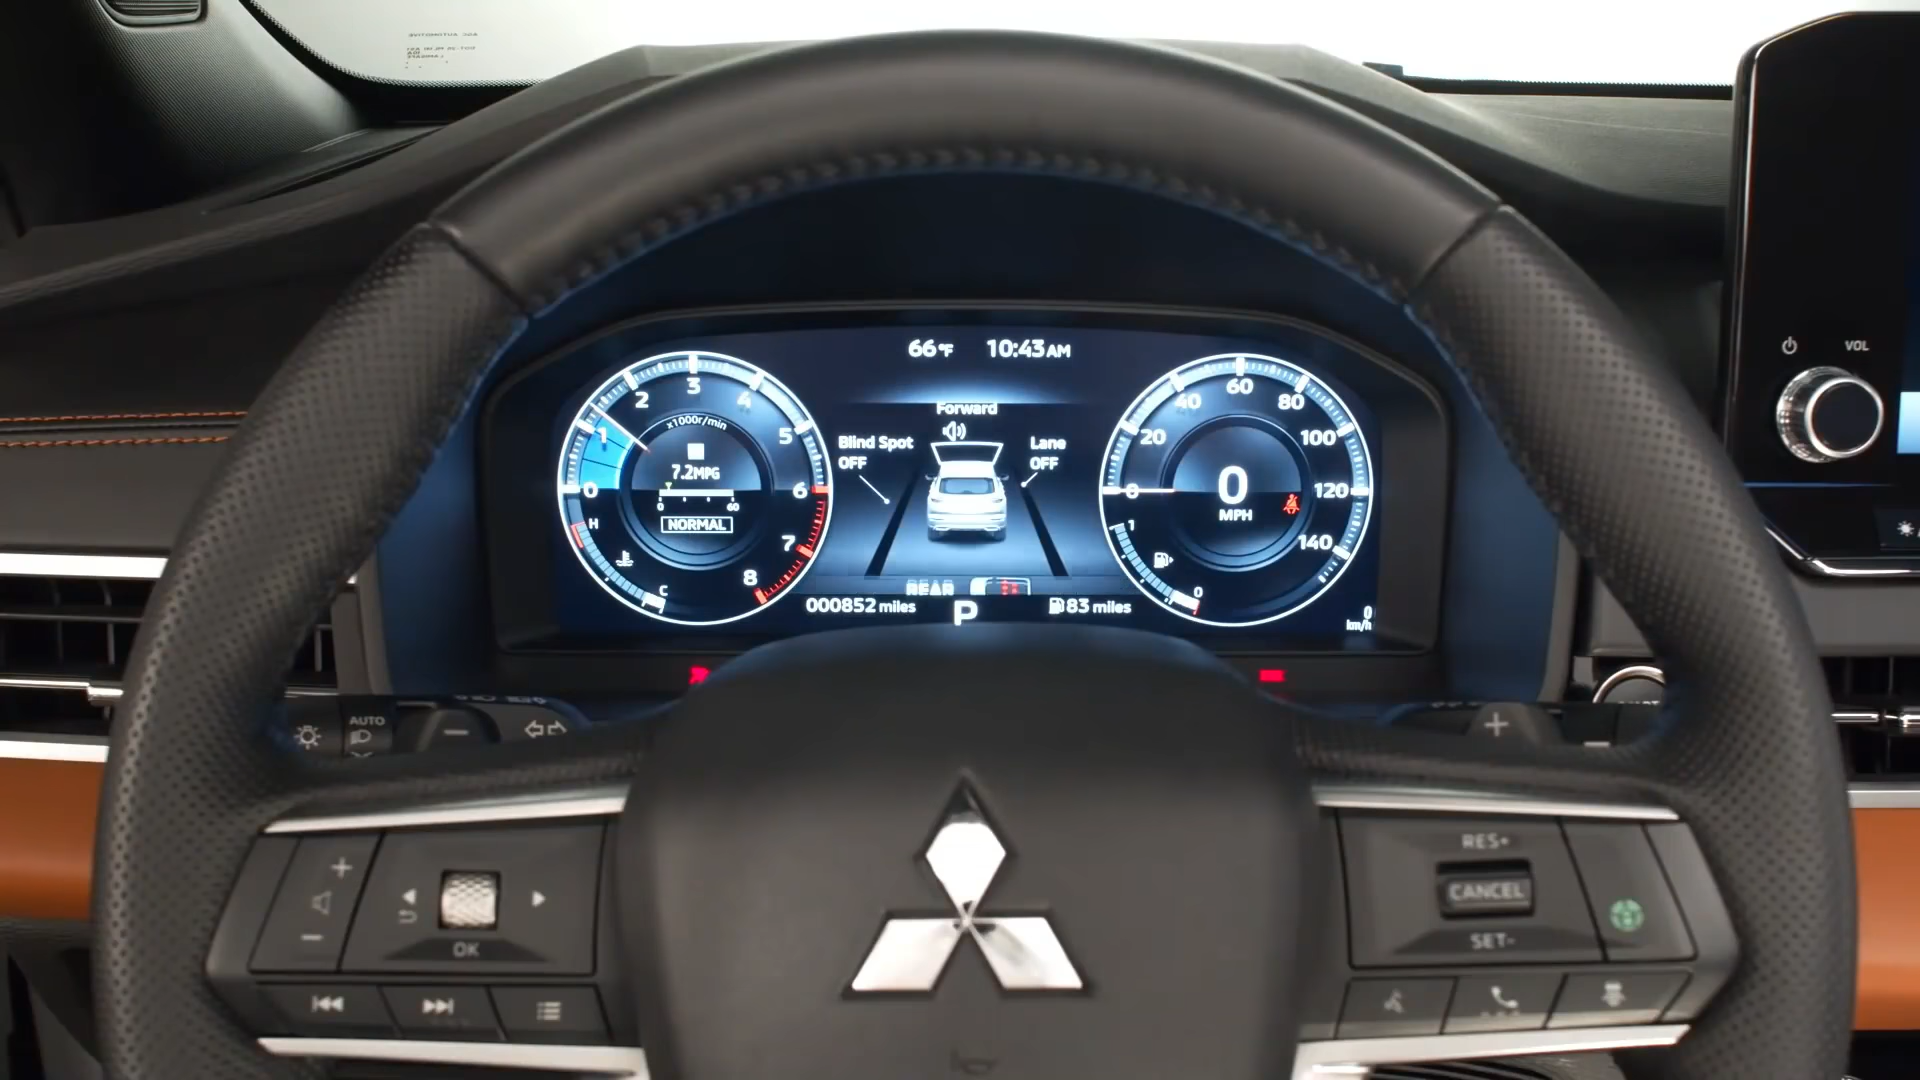 66°F 10:43AM
3
2 4
1 5
0 6
7
8
x1000r/min
7.2MPG
0 60
NORMAL
H
C
Forward
Blind Spot
OFF
Lane
OFF
REAR
000852 miles
P
83 miles
60
40 80
20 100
0 120
140
0
MPH
1
0
0
km/h
VOL
AUTO
+
−
OK
RES+
CANCEL
SET-